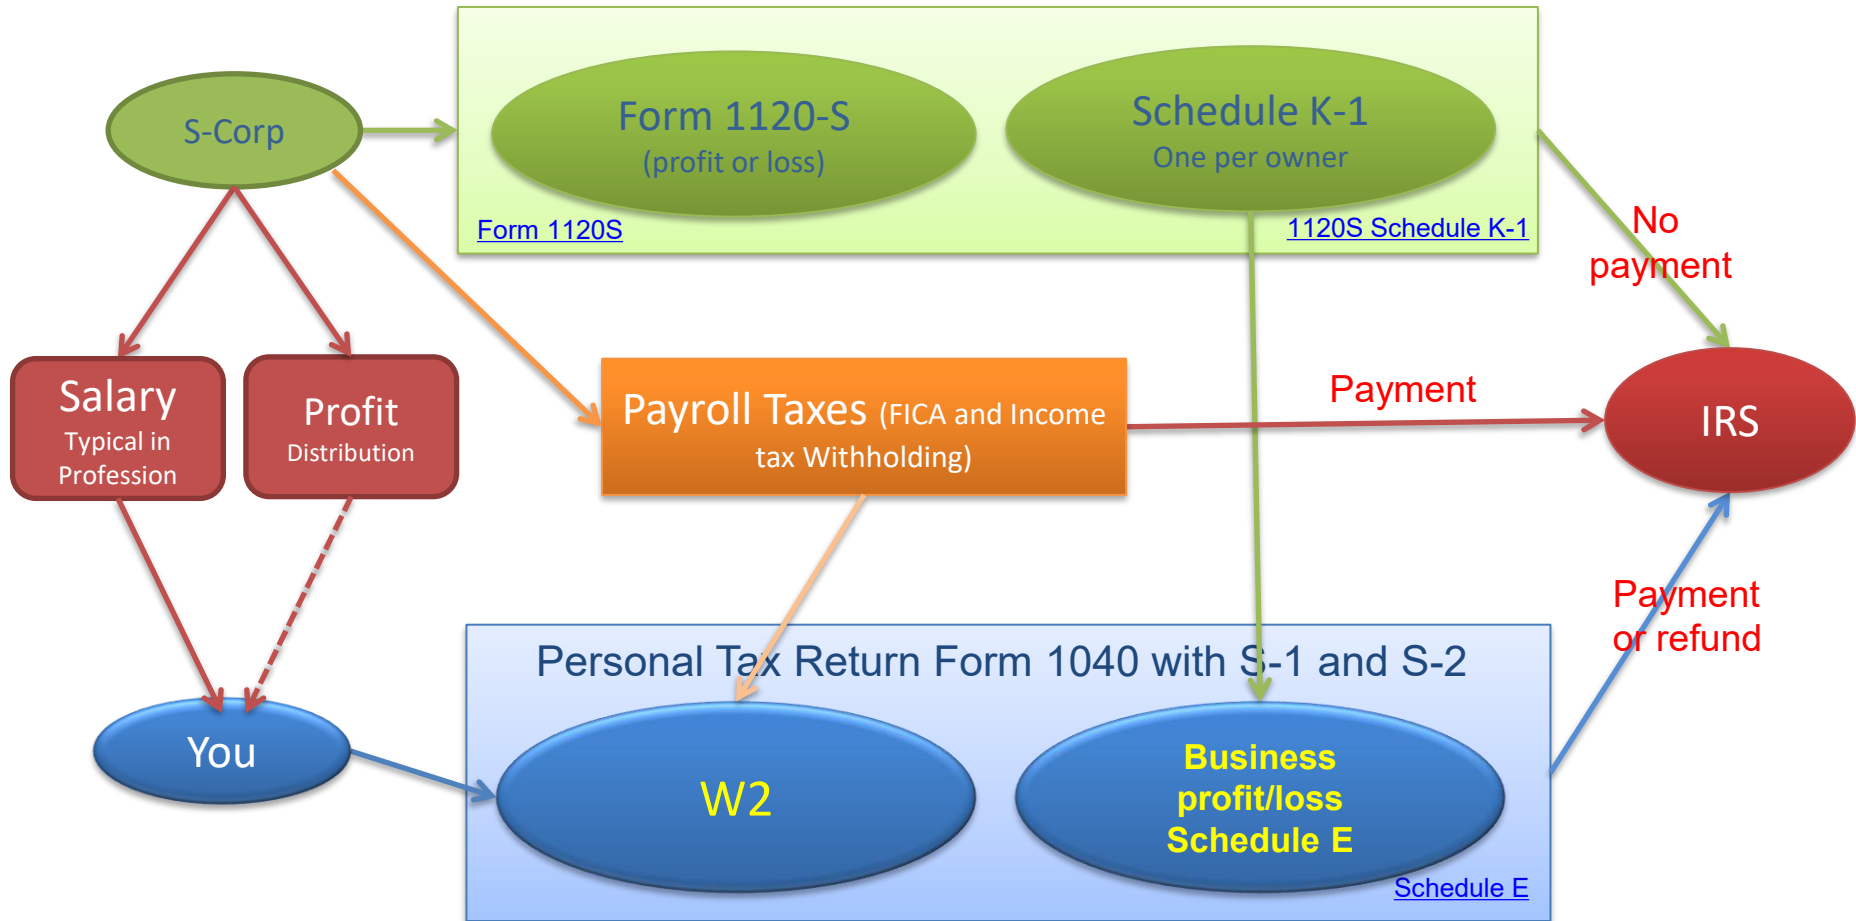 S-Corp
Form 1120-S
(profit or loss)
Schedule K-1
One per owner
Form 1120S
1120S Schedule K-1
No
payment
Salary
Typical in
Profession
Profit
Distribution
Payroll Taxes (FICA and Income
tax Withholding)
Payment
IRS
Payment
or refund
Personal Tax Return Form 1040 with S-1 and S-2
You
W2
Business
profit/loss
Schedule E
Schedule E